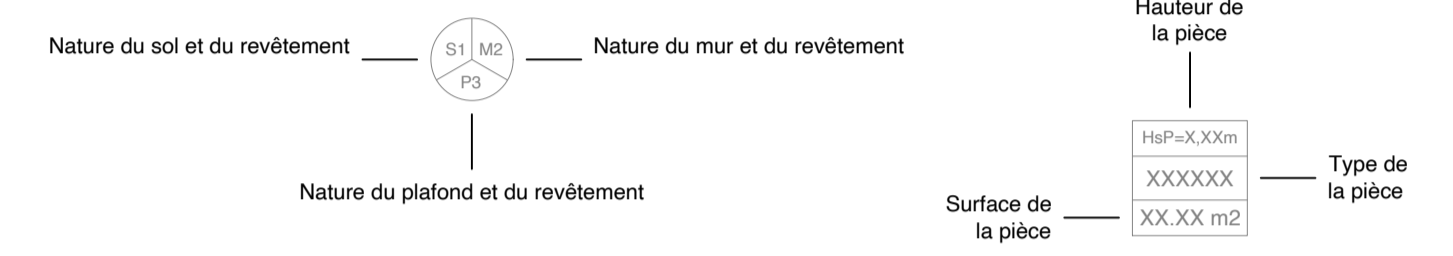 Nature du sol et du revêtement
S1
M2
P3
Nature du mur et du revêtement
Nature du plafond et du revêtement
Hauteur de
la pièce
HsP=X,XXm
XXXXXX
XX.XX m2
Type de
la pièce
Surface de
la pièce